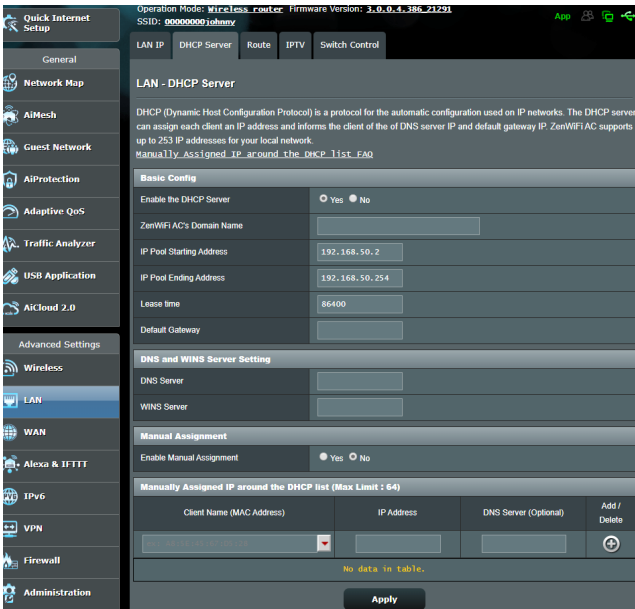 Quick Internet
Setup
Operation Mode: Wireless router Firmware Version: 3.0.0.4.386_21291
SSID: 00000000johnny
App
General
Network Map
AiMesh
Guest Network
AiProtection
Adaptive QoS
Traffic Analyzer
USB Application
AiCloud 2.0
Advanced Settings
Wireless
LAN
WAN
Alexa & IFTTT
IPv6
VPN
Firewall
Administration
LAN IP DHCP Server Route IPTV Switch Control
LAN - DHCP Server
DHCP (Dynamic Host Configuration Protocol) is a protocol for the automatic configuration used on IP networks. The DHCP server
can assign each client an IP address and informs the client of the of DNS server IP and default gateway IP. ZenWiFi AC supports
up to 253 IP addresses for your local network.
Manually Assigned IP around the DHCP list FAQ
Basic Config
Enable the DHCP Server Yes No
ZenWiFi AC's Domain Name
IP Pool Starting Address 192.168.50.2
IP Pool Ending Address 192.168.50.254
Lease time 86400
Default Gateway
DNS and WINS Server Setting
DNS Server
WINS Server
Manual Assignment
Enable Manual Assignment Yes No
Manually Assigned IP around the DHCP list (Max Limit : 64)
Client Name (MAC Address) IP Address DNS Server (Optional) Add /
Delete
No data in table.
Apply